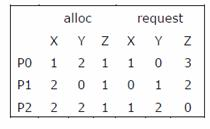 alloc request
X Y Z X Y Z
P0 1 2 1 1 0 3
P1 2 0 1 0 1 2
P2 2 2 1 1 2 0